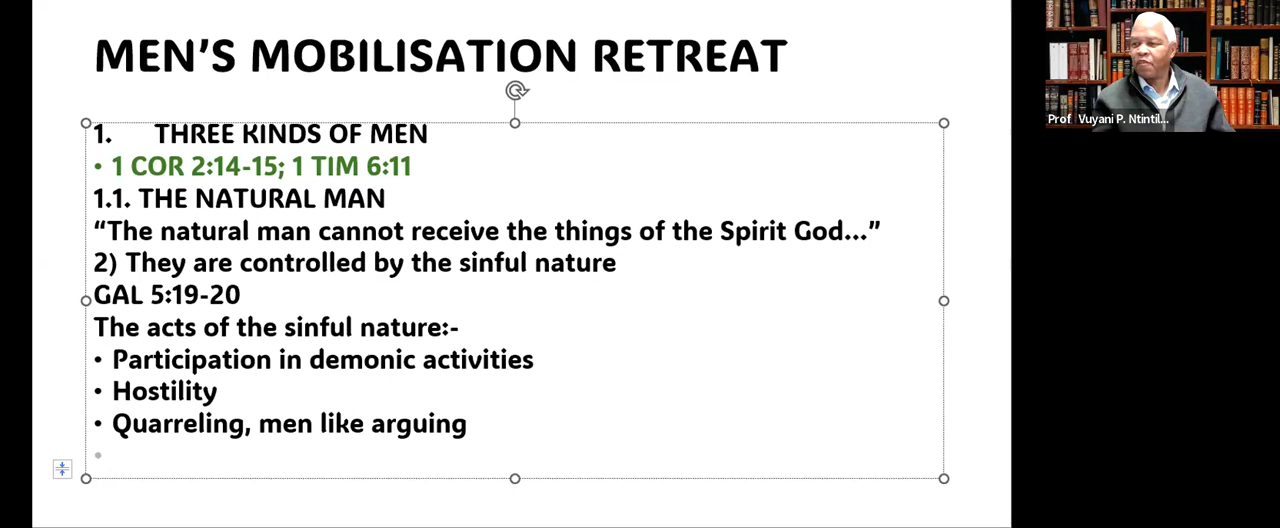 MEN'S MOBILISATION RETREAT
1. THREE KINDS OF MEN
• 1 COR 2:14-15; 1 TIM 6:11
1.1. THE NATURAL MAN
“The natural man cannot receive the things of the Spirit God...”
2) They are controlled by the sinful nature
GAL 5:19-20
The acts of the sinful nature:-
• Participation in demonic activities
• Hostility
• Quarreling, men like arguing
Prof Vuyani P. Ntintil...